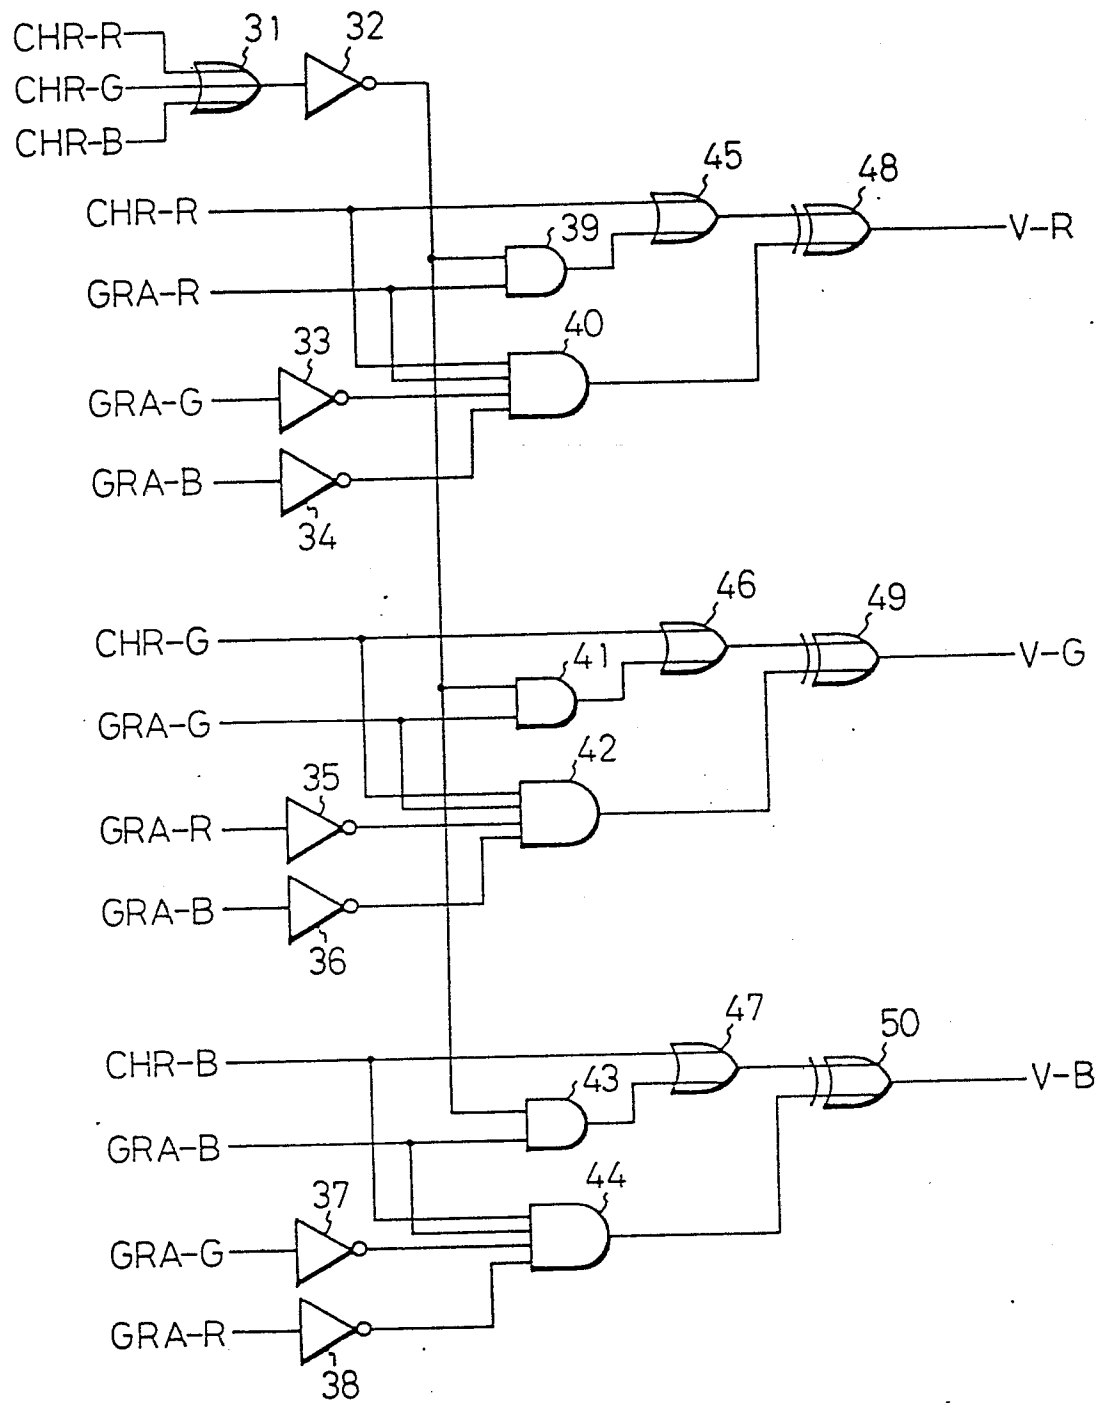 CHR-R
31
32
CHR-G
CHR-B
45
48
CHR-R
39
V-R
GRA-R
40
33
GRA-G
GRA-B
34
46
49
CHR-G
41
V-G
GRA-G
42
35
GRA-R
GRA-B
36
47
50
CHR-B
43
V-B
GRA-B
44
37
GRA-G
GRA-R
38